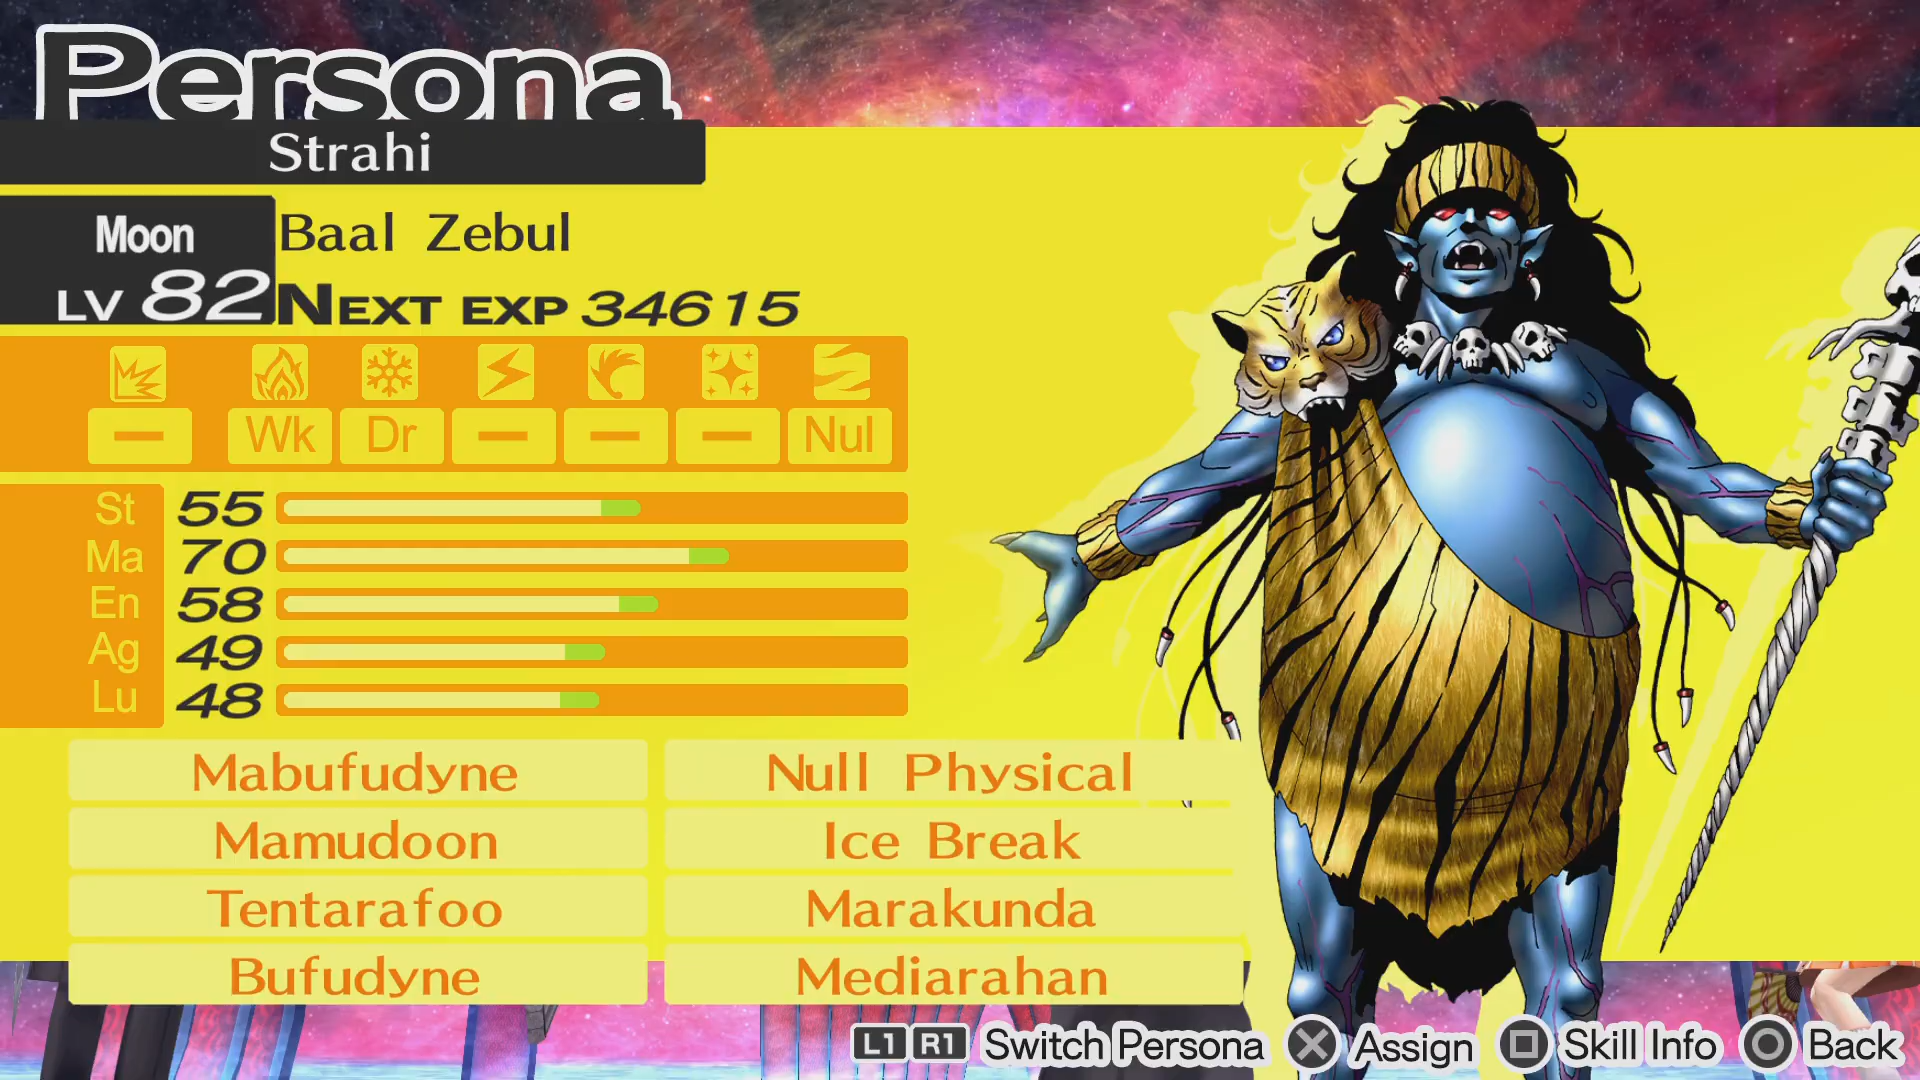 Persona
Strahi
Moon
Baal Zebul
LV 82
NEXT EXP 34615
— Wk Dr — — — Nul
St 55
Ma 70
En 58
Ag 49
Lu 48
Mabufudyne Null Physical
Mamudoon Ice Break
Tentarafoo Marakunda
Bufudyne Mediarahan
L1 R1 Switch Persona Assign Skill Info Back